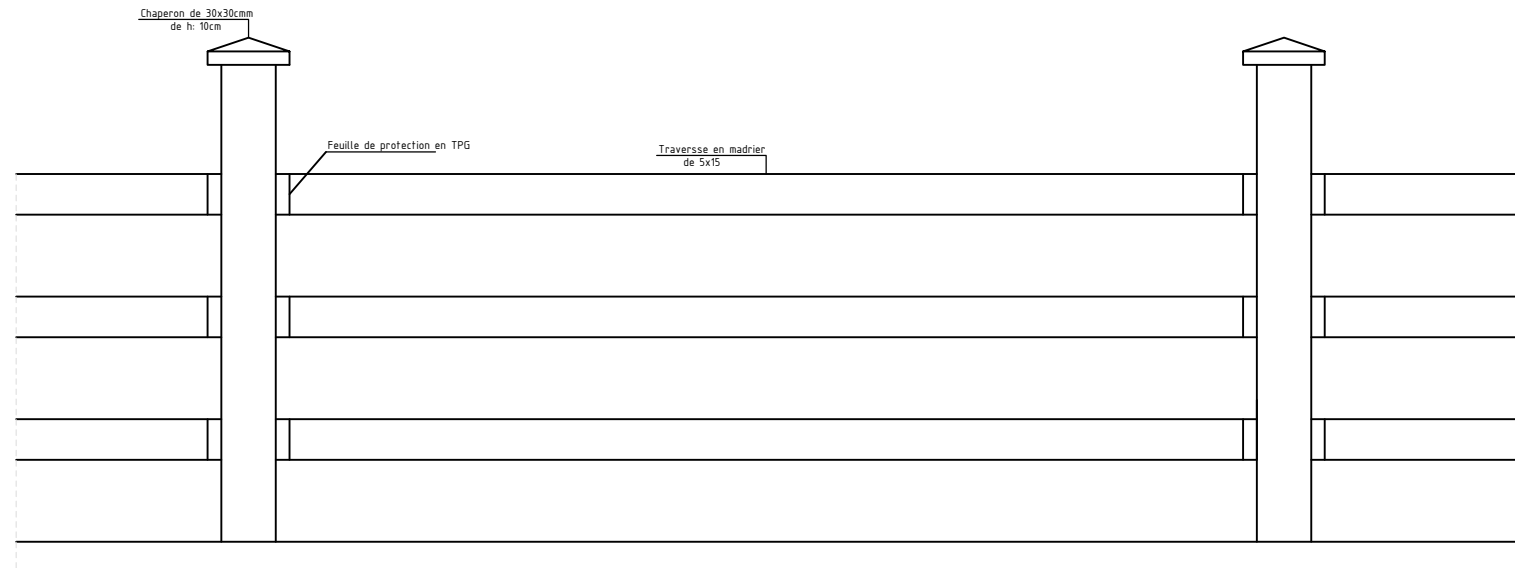 Chaperon de 30x30cmm
de h: 10cm
Feuille de protection en TPG
Traversse en madrier
de 5x15